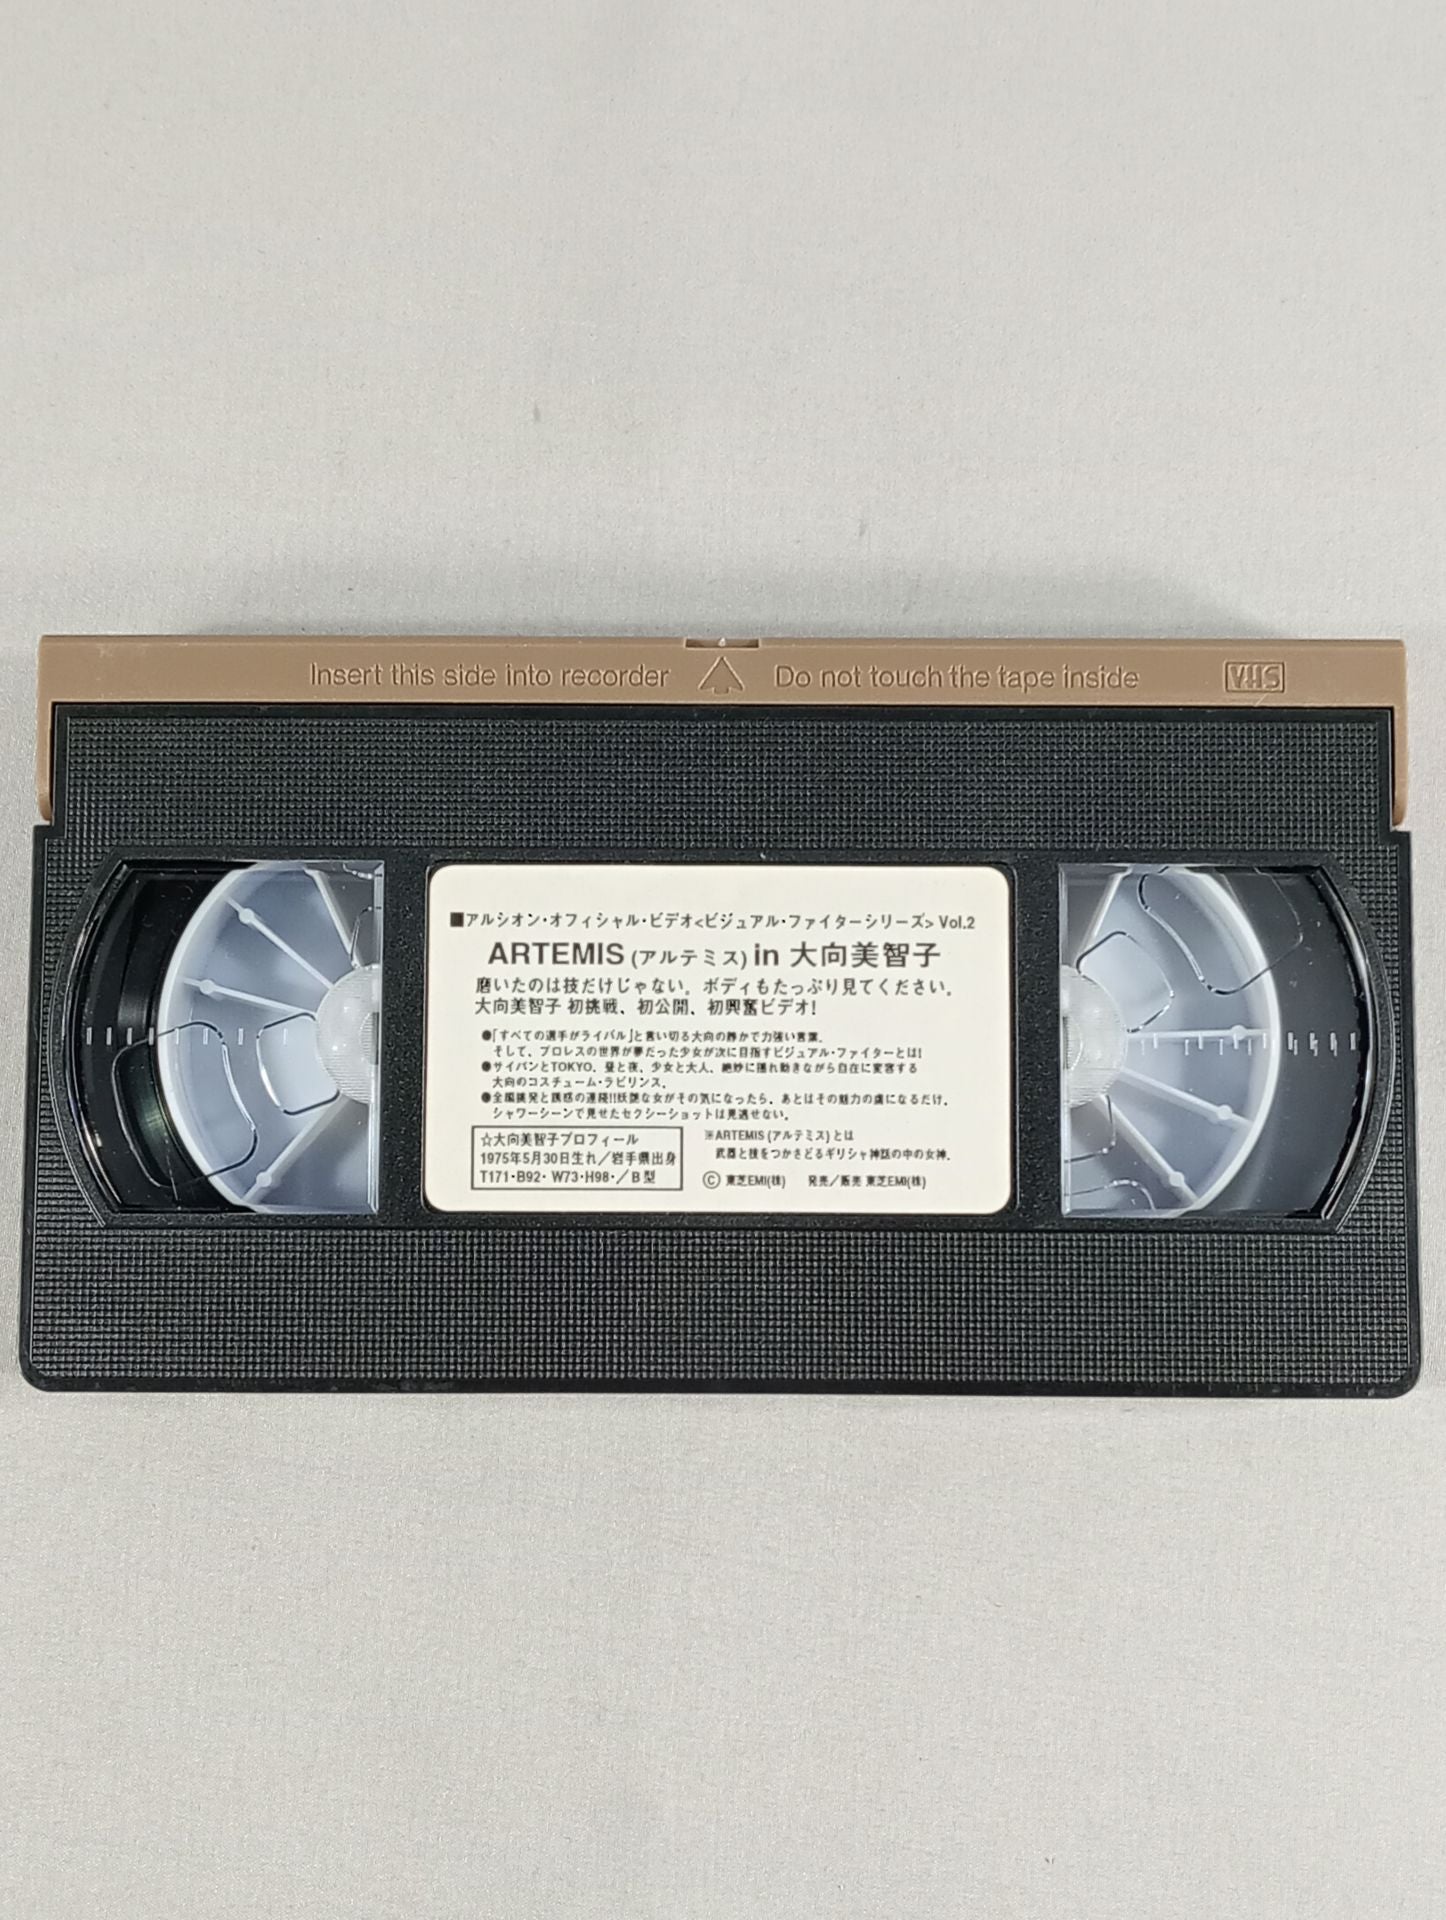 Insert this side into recorder Do not touch the tape inside VHS
■アルシオン・オフィシャル・ビデオ<ビジュアル・ファイターシリーズ> Vol.2
ARTEMIS (アルテミス) in 大向美智子
磨いたのは技だけじゃない。ボディもたっぷり見てください。
大向美智子 初挑戦、初公開、初興奮ビデオ!
●「すべての選手がライバル」と言い切る大向の静かで力強い言葉。
そして、プロレスの世界が夢だった少女が次に目指すビジュアル・ファイターとは!
●サイパンとTOKYO、昼と夜、少女と大人、絶妙に揺れ動きながら自在に変容する
大向のコスチューム・ラビリンス。
●全編挑発と誘惑の連続!!妖艶な女がその気になったら、あとはその魅力の虜になるだけ。
シャワーシーンで見せたセクシーショットは見逃せない。
☆大向美智子プロフィール
1975年5月30日生れ/岩手県出身
T171・B92・W73・H98・/B型
※ARTEMIS (アルテミス) とは
武器と技をつかさどるギリシャ神話の中の女神。
Ⓒ 東芝EMI(株) 発売/販売 東芝EMI(株)